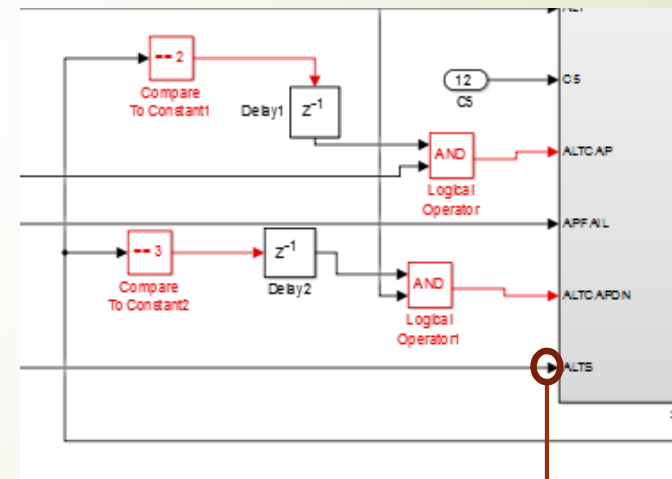 == 2
Compare
To Constant1
Delay1
z-1
12
C5
C5
AND
ALTCAP
Logical
Operator
APFAIL
== 3
Compare
To Constant2
z-1
Delay2
AND
ALTCAPDN
Logical
Operator1
ALTS